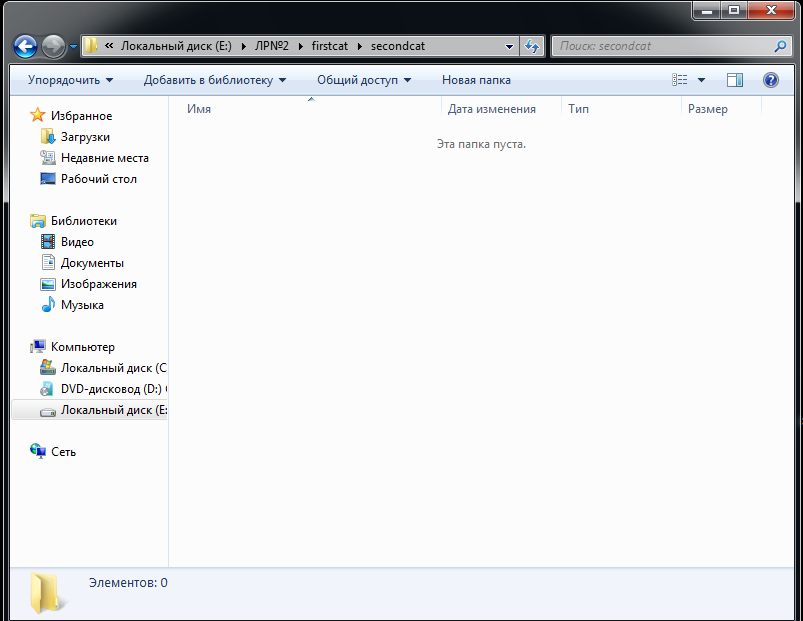 « Локальный диск (E:) ЛР№2 firstcat secondcat Поиск: secondcat
Упорядочить Добавить в библиотеку Общий доступ Новая папка
Имя Дата изменения Тип Размер
Эта папка пуста.
Избранное
Загрузки
Недавние места
Рабочий стол
Библиотеки
Видео
Документы
Изображения
Музыка
Компьютер
Локальный диск (C
DVD-дисковод (D:)
Локальный диск (E:
Сеть
Элементов: 0